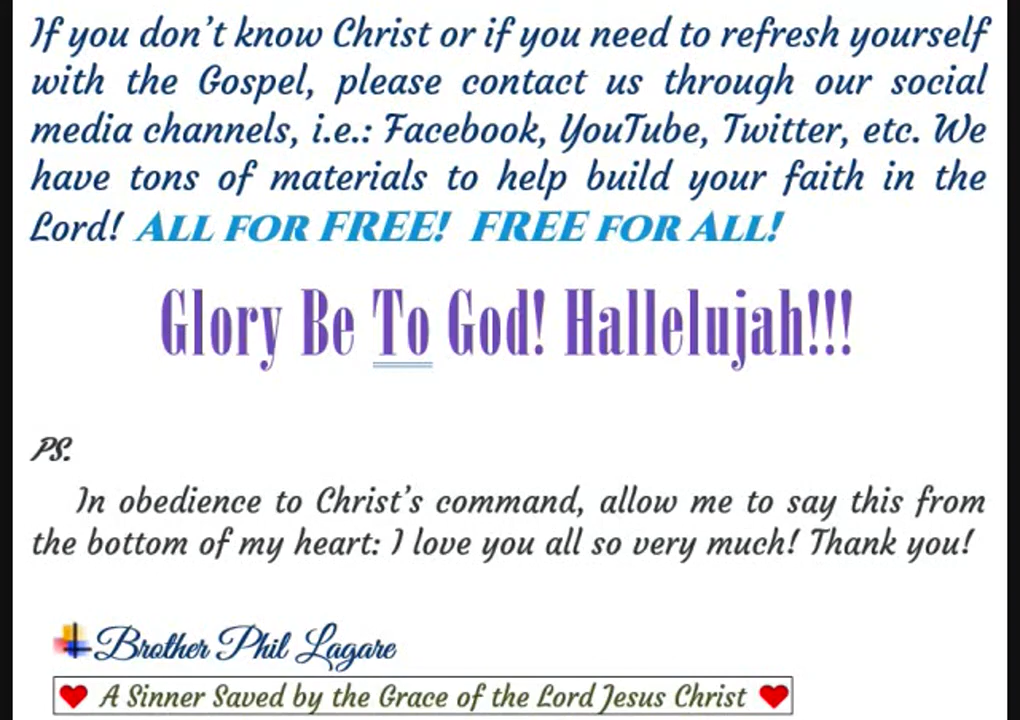 If you don't know Christ or if you need to refresh yourself
with the Gospel, please contact us through our social
media channels, i.e.: Facebook, YouTube, Twitter, etc. We
have tons of materials to help build your faith in the
Lord! ALL FOR FREE! FREE FOR ALL!
Glory Be To God! Hallelujah!!!
PS.
In obedience to Christ's command, allow me to say this from
the bottom of my heart: I love you all so very much! Thank you!
Brother Phil Lagare
A Sinner Saved by the Grace of the Lord Jesus Christ